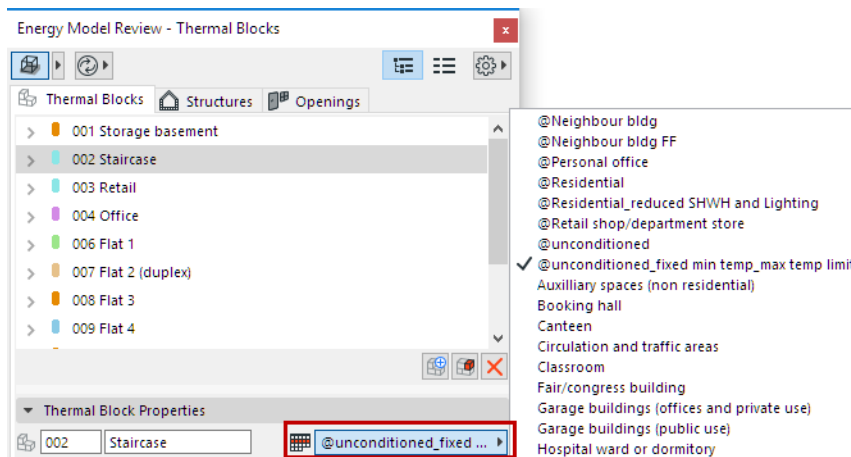 Energy Model Review - Thermal Blocks
x
Thermal Blocks
Structures
Openings
001 Storage basement
002 Staircase
003 Retail
004 Office
006 Flat 1
007 Flat 2 (duplex)
008 Flat 3
009 Flat 4
Thermal Block Properties
002
Staircase
@unconditioned_fixed ...
@Neighbour bldg
@Neighbour bldg FF
@Personal office
@Residential
@Residential_reduced SHWH and Lighting
@Retail shop/department store
@unconditioned
@unconditioned_fixed min temp_max temp limit
Auxilliary spaces (non residential)
Booking hall
Canteen
Circulation and traffic areas
Classroom
Fair/congress building
Garage buildings (offices and private use)
Garage buildings (public use)
Hospital ward or dormitory